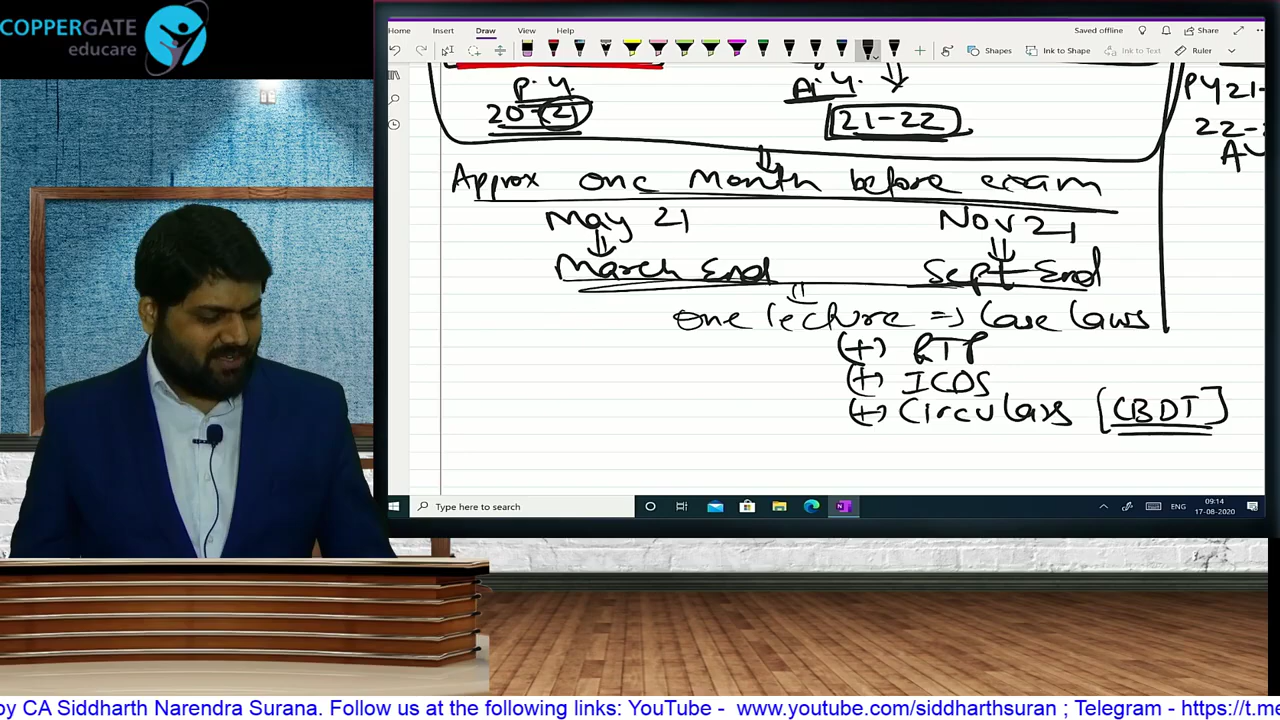 COPPERGATE
educare
Home Insert Draw View Help
Saved offline Share
Shapes Ink to Shape Ink to Text Ruler
P.Y. A.Y. PY21-
20-21 21-22 22-
Approx one Month before exam
May 21 Nov 21
March End Sept End
one lecture => Case laws
(+) RTP
(+) ICDS
(+) Circulars [CBDT]
Type here to search
ENG 09:14
17-08-2020
by CA Siddharth Narendra Surana. Follow us at the following links: YouTube - www.youtube.com/siddharthsuran ; Telegram - https://t.me